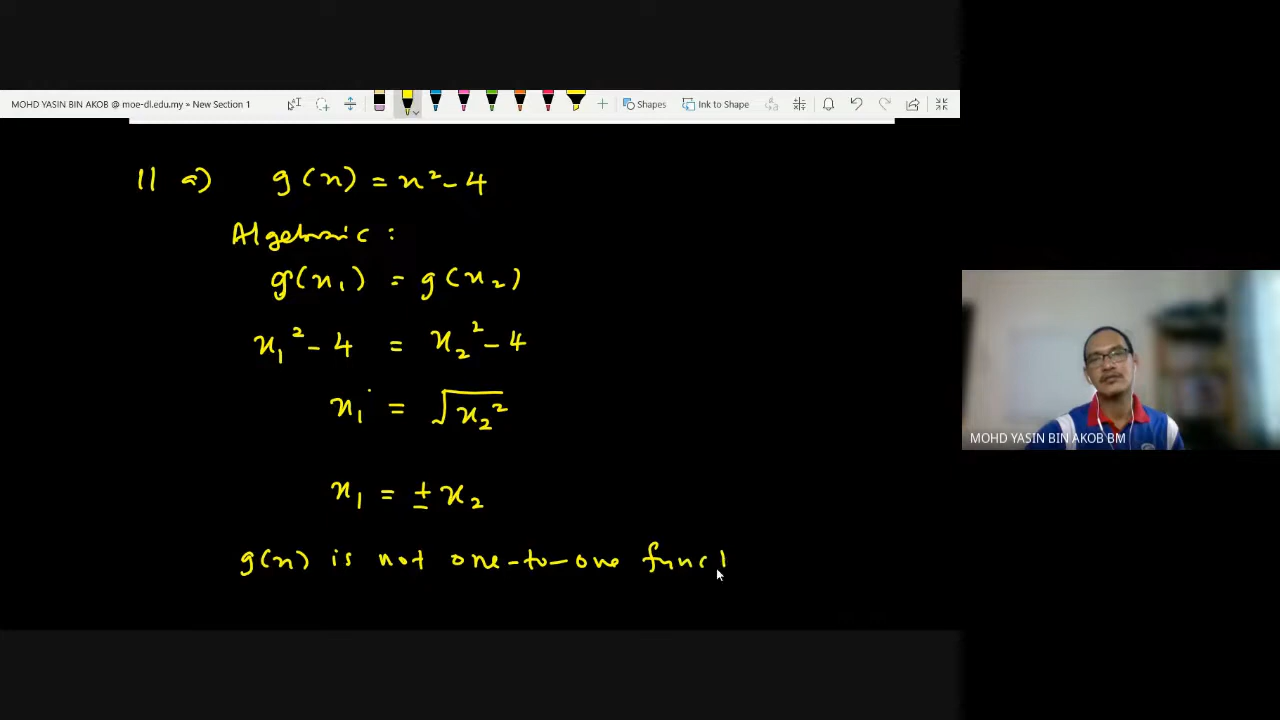 MOHD YASIN BIN AKOB @ moe-dl.edu.my » New Section 1
Shapes
Ink to Shape
11 a) g(x) = x² - 4
Algebraic :
g(x₁) = g(x₂)
x₁² - 4 = x₂² - 4
x₁ = √x₂²
x₁ = ± x₂
g(x) is not one-to-one funct
MOHD YASIN BIN AKOB BM